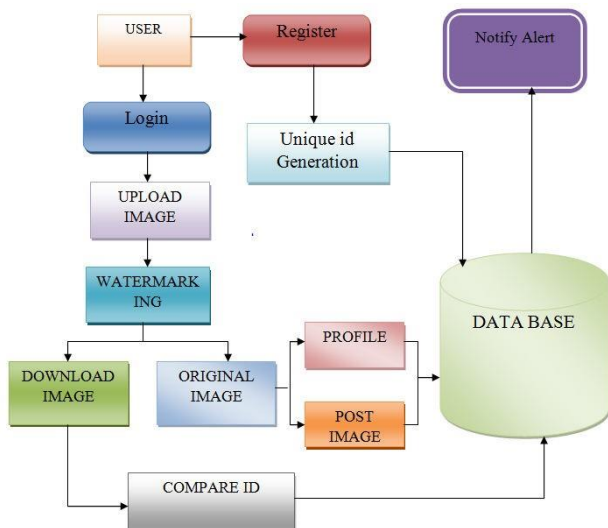 USER
Register
Notify Alert
Login
Unique id
Generation
UPLOAD
IMAGE
WATERMARK
ING
DATA BASE
PROFILE
DOWNLOAD
IMAGE
ORIGINAL
IMAGE
POST
IMAGE
COMPARE ID